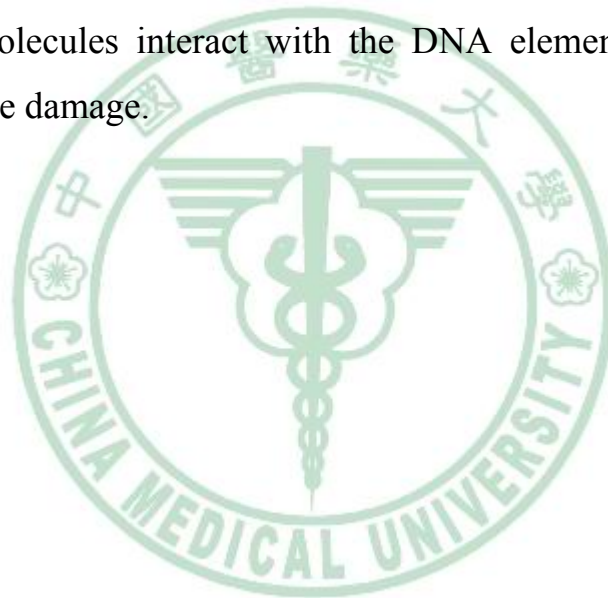 olecules interact with the DNA elemen
e damage.
中國醫藥大學
CHINA MEDICAL UNIVERSITY